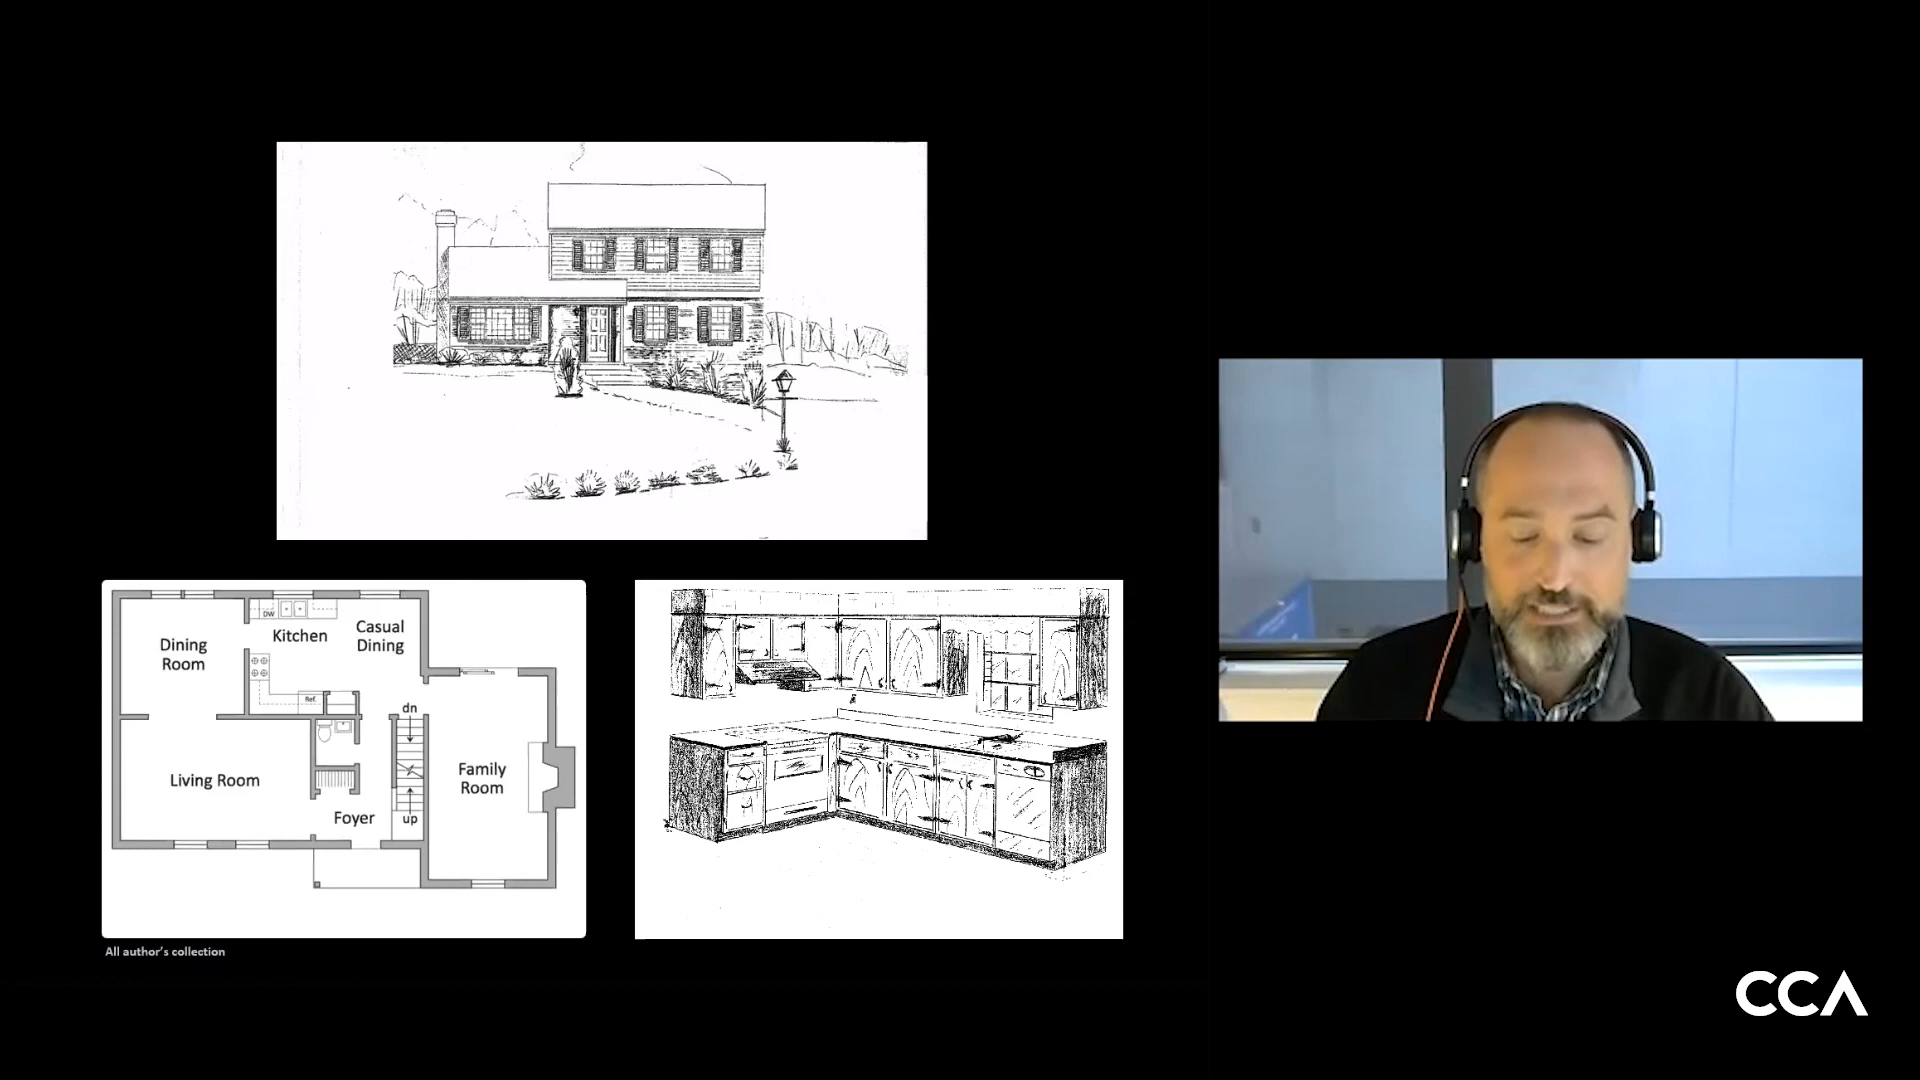 DW
Kitchen
Casual
Dining
Dining
Room
Ref.
dn
Living Room
Family
Room
Foyer
up
All author's collection
CCA